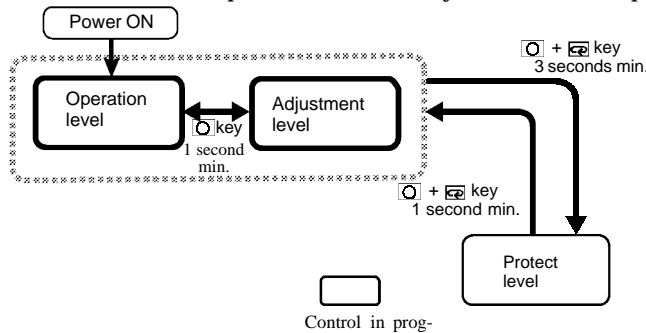 Power ON
Operation
level
Adjustment
level
key
1 second
min.
+ key
3 seconds min.
+ key
1 second min.
Protect
level
Control in prog-